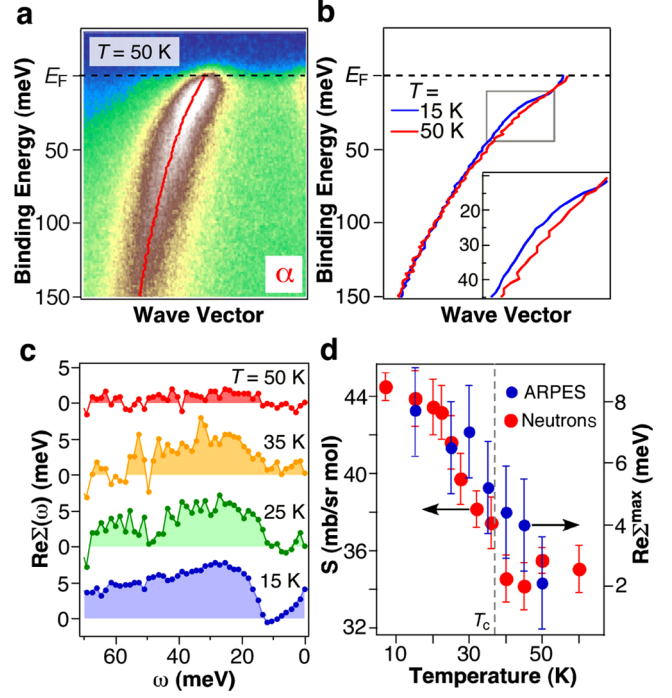 a
T = 50 K
E_F
50
100
150
Binding Energy (meV)
Wave Vector
α
b
E_F
T =
15 K
50 K
50
100
150
Binding Energy (meV)
20
30
40
Wave Vector
c
5
0
T = 50 K
5
0
35 K
5
0
25 K
5
0
15 K
ReΣ(ω) (meV)
60 40 20 0
ω (meV)
d
44
40
36
32
S (mb/sr mol)
ARPES
Neutrons
T_c
8
6
4
2
ReΣ^max (meV)
10 20 30 40 50 60
Temperature (K)